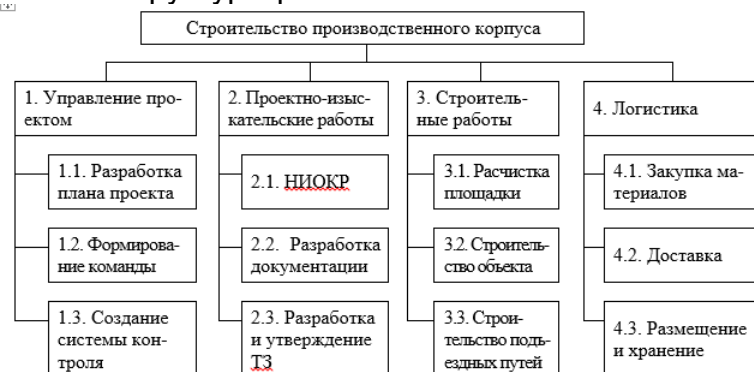 Строительство производственного корпуса
1. Управление про-
ектом
2. Проектно-изыс-
кательские работы
3. Строитель-
ные работы
4. Логистика
1.1. Разработка
плана проекта
2.1. НИОКР
3.1. Расчистка
площадки
4.1. Закупка ма-
териалов
1.2. Формирова-
ние команды
2.2. Разработка
документации
3.2. Строитель-
ство объекта
4.2. Доставка
1.3. Создание
системы кон-
троля
2.3. Разработка
и утверждение
ТЗ
3.3. Строи-
тельство подъ-
ездных путей
4.3. Размещение
и хранение